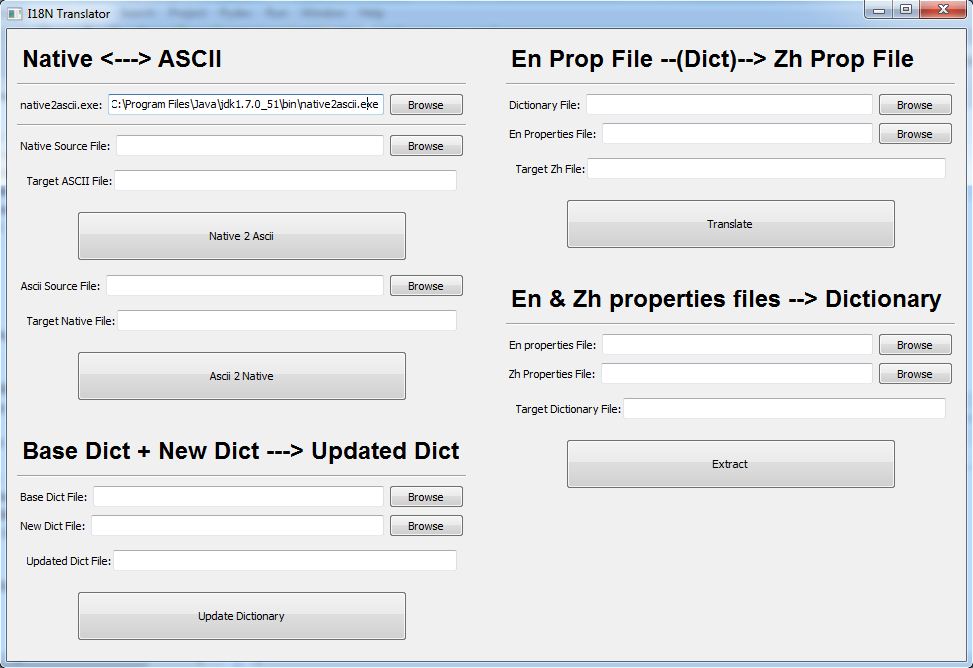 I18N Translator
Native <---> ASCII
native2ascii.exe: C:\Program Files\Java\jdk1.7.0_51\bin\native2ascii.exe Browse
Native Source File: Browse
Target ASCII File:
Native 2 Ascii
Ascii Source File: Browse
Target Native File:
Ascii 2 Native
Base Dict + New Dict ---> Updated Dict
Base Dict File: Browse
New Dict File: Browse
Updated Dict File:
Update Dictionary
En Prop File --(Dict)--> Zh Prop File
Dictionary File: Browse
En Properties File: Browse
Target Zh File:
Translate
En & Zh properties files --> Dictionary
En properties File: Browse
Zh Properties File: Browse
Target Dictionary File:
Extract